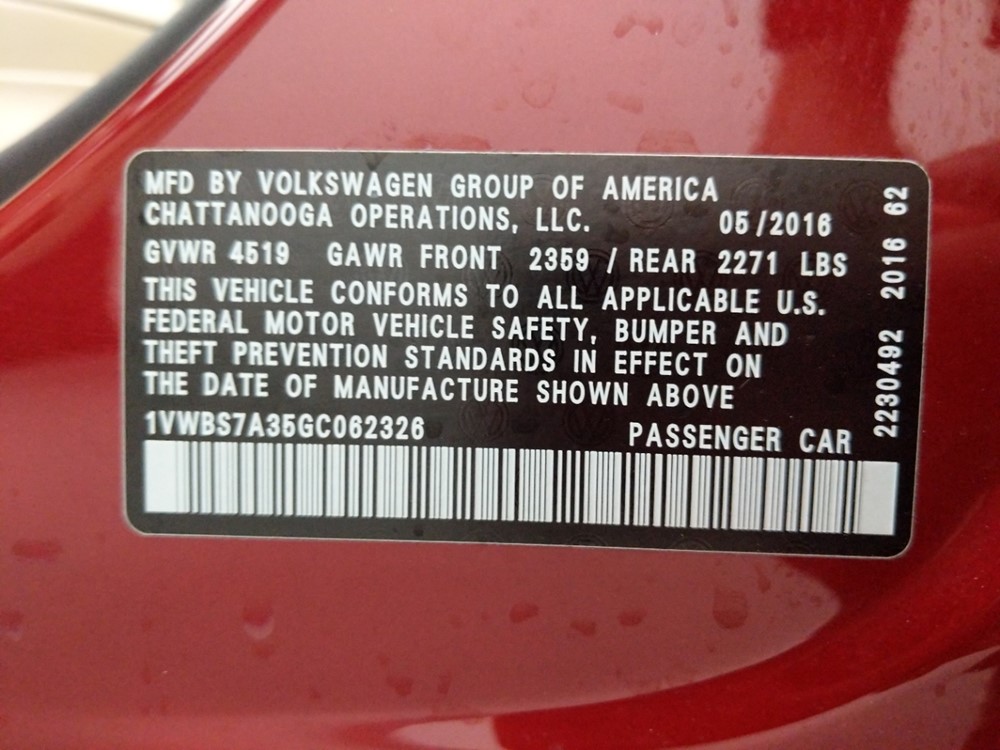 MFD BY VOLKSWAGEN GROUP OF AMERICA
CHATTANOOGA OPERATIONS, LLC. 05/2016
GVWR 4519 GAWR FRONT 2359 / REAR 2271 LBS
THIS VEHICLE CONFORMS TO ALL APPLICABLE U.S.
FEDERAL MOTOR VEHICLE SAFETY, BUMPER AND
THEFT PREVENTION STANDARDS IN EFFECT ON
THE DATE OF MANUFACTURE SHOWN ABOVE
1VWBS7A35GC062326 PASSENGER CAR
2230492 2016 62